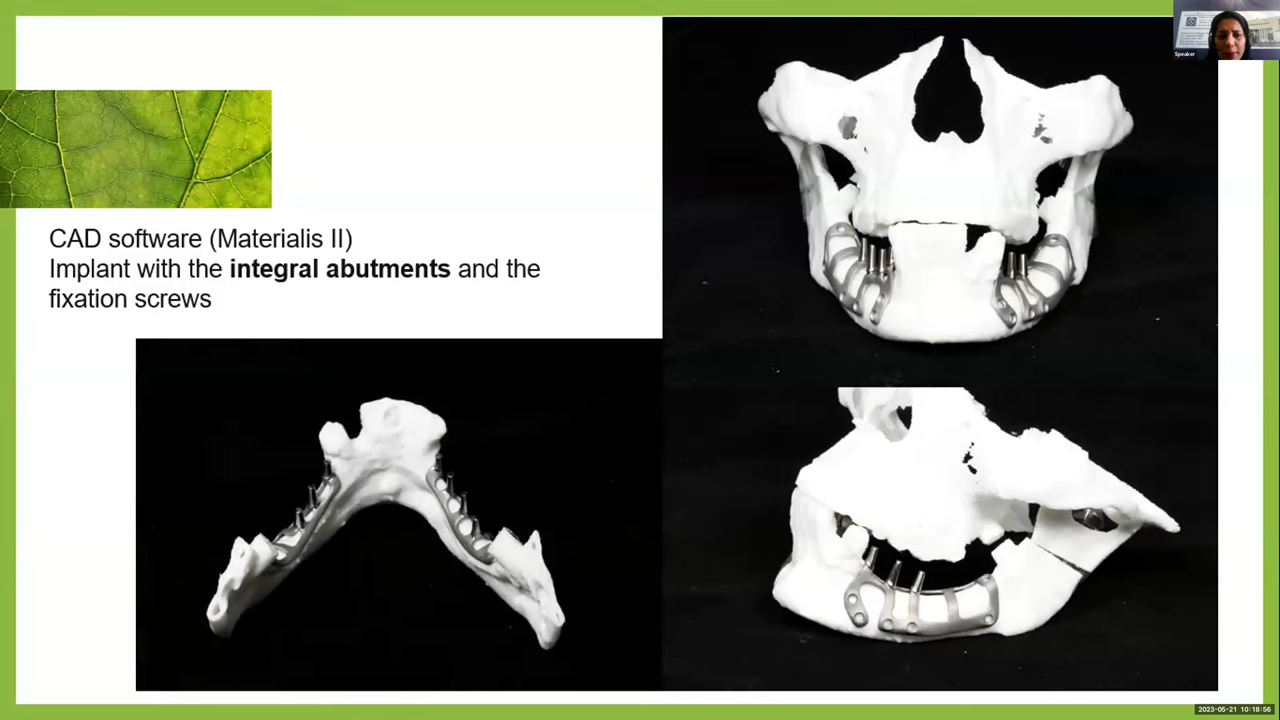 Speaker
CAD software (Materialis II)
Implant with the integral abutments and the
fixation screws
2023-05-21 10:18:56